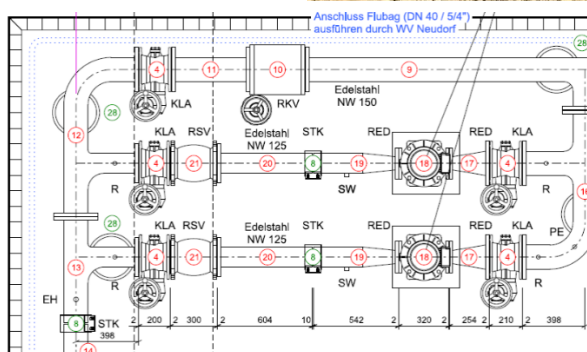 Anschluss Flubag (DN 40 / 5/4")
ausführen durch WV Neudorf
28
4
11
10
9
KLA
RKV
Edelstahl
NW 150
12
28
KLA
RSV
Edelstahl
NW 125
STK
RED
RED
KLA
4
21
20
8
19
18
17
4
R
SW
R
16
28
KLA
RSV
Edelstahl
NW 125
STK
RED
RED
KLA
PE
13
4
21
20
8
19
18
17
4
R
SW
R
EH
8
STK
2
200
2
300
2
604
10
542
2
320
2
254
2
210
2
398
398
14